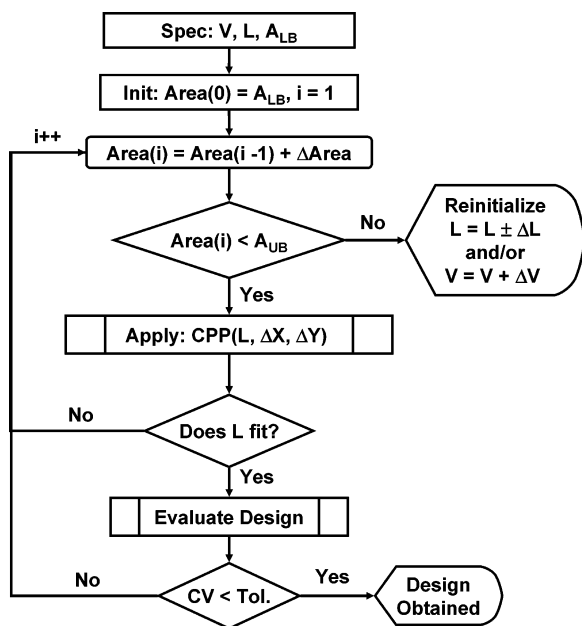 Spec: V, L, A_LB
Init: Area(0) = A_LB, i = 1
i++
Area(i) = Area(i -1) + ΔArea
Area(i) < A_UB
No
Reinitialize
L = L ± ΔL
and/or
V = V + ΔV
Yes
Apply: CPP(L, ΔX, ΔY)
No
Does L fit?
Yes
Evaluate Design
No
CV < Tol.
Yes
Design
Obtained